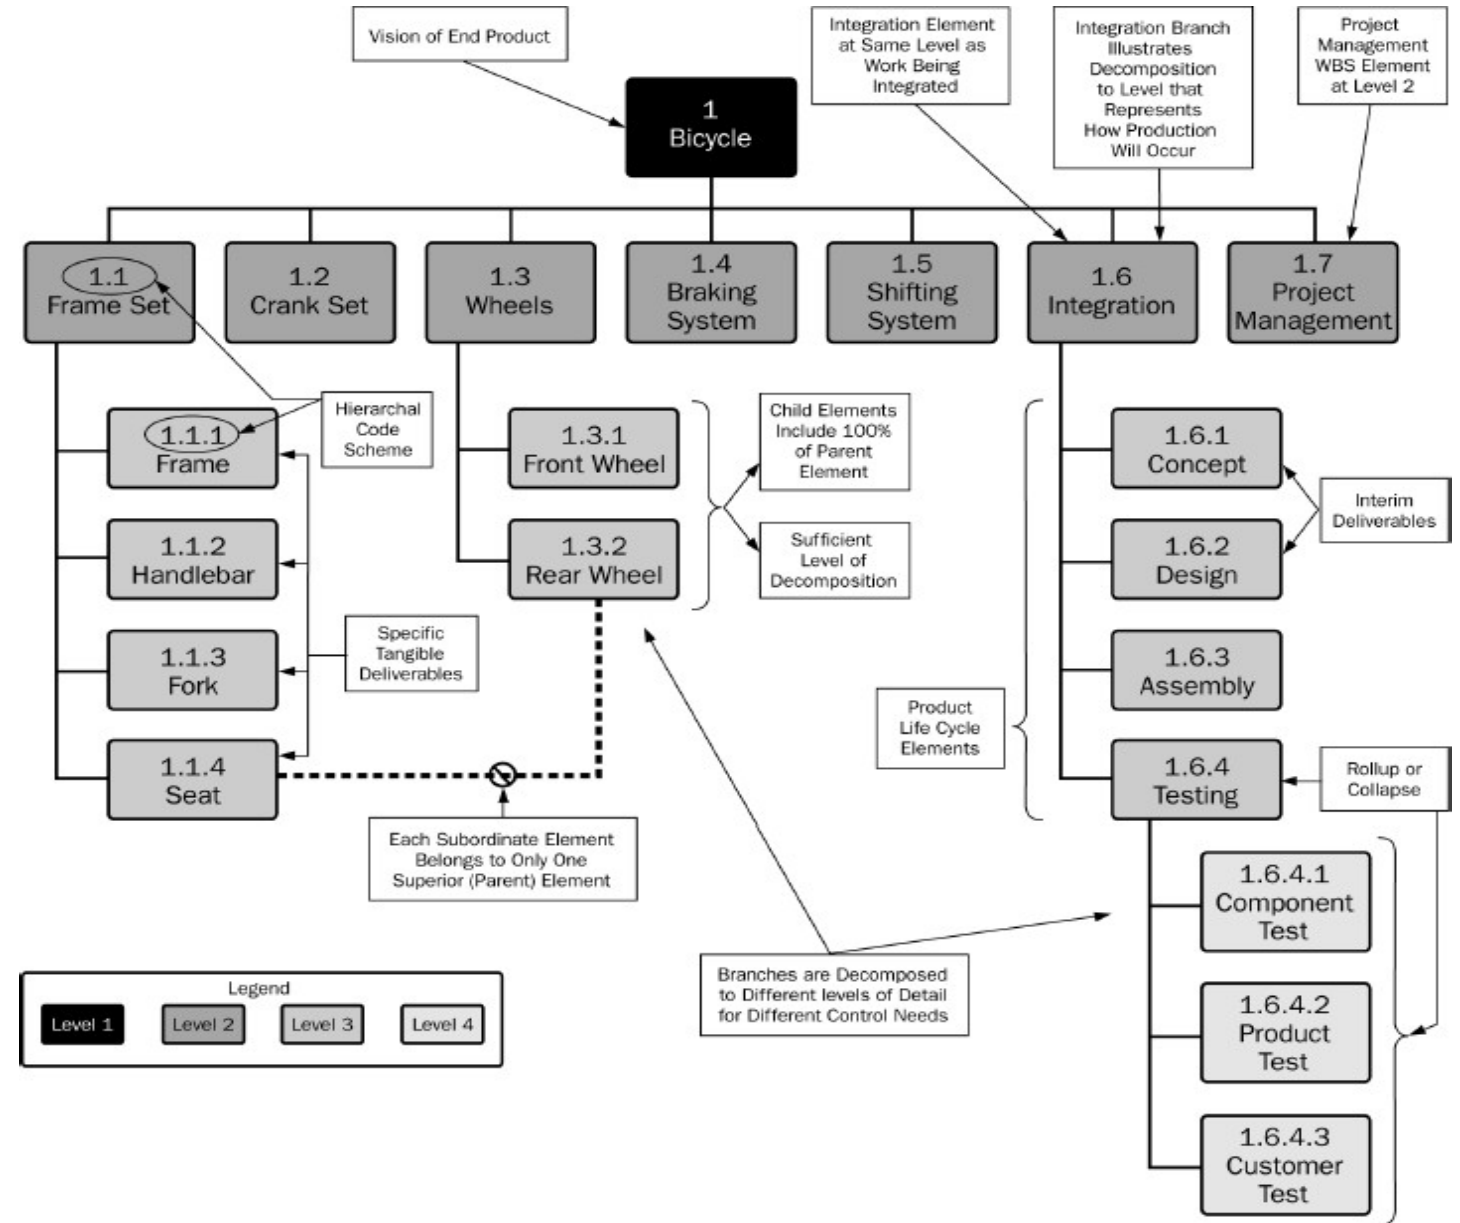 Vision of End Product
Integration Element
at Same Level as
Work Being
Integrated
Integration Branch
Illustrates
Decomposition
to Level that
Represents
How Production
Will Occur
Project
Management
WBS Element
at Level 2
1
Bicycle
1.1
Frame Set
1.2
Crank Set
1.3
Wheels
1.4
Braking
System
1.5
Shifting
System
1.6
Integration
1.7
Project
Management
Hierarchal
Code
Scheme
1.1.1
Frame
1.1.2
Handlebar
1.1.3
Fork
1.1.4
Seat
Specific
Tangible
Deliverables
1.3.1
Front Wheel
1.3.2
Rear Wheel
Child Elements
Include 100%
of Parent
Element
Sufficient
Level of
Decomposition
Each Subordinate Element
Belongs to Only One
Superior (Parent) Element
Product
Life Cycle
Elements
1.6.1
Concept
1.6.2
Design
1.6.3
Assembly
1.6.4
Testing
Interim
Deliverables
Rollup or
Collapse
1.6.4.1
Component
Test
1.6.4.2
Product
Test
1.6.4.3
Customer
Test
Branches are Decomposed
to Different levels of Detail
for Different Control Needs
Legend
Level 1
Level 2
Level 3
Level 4